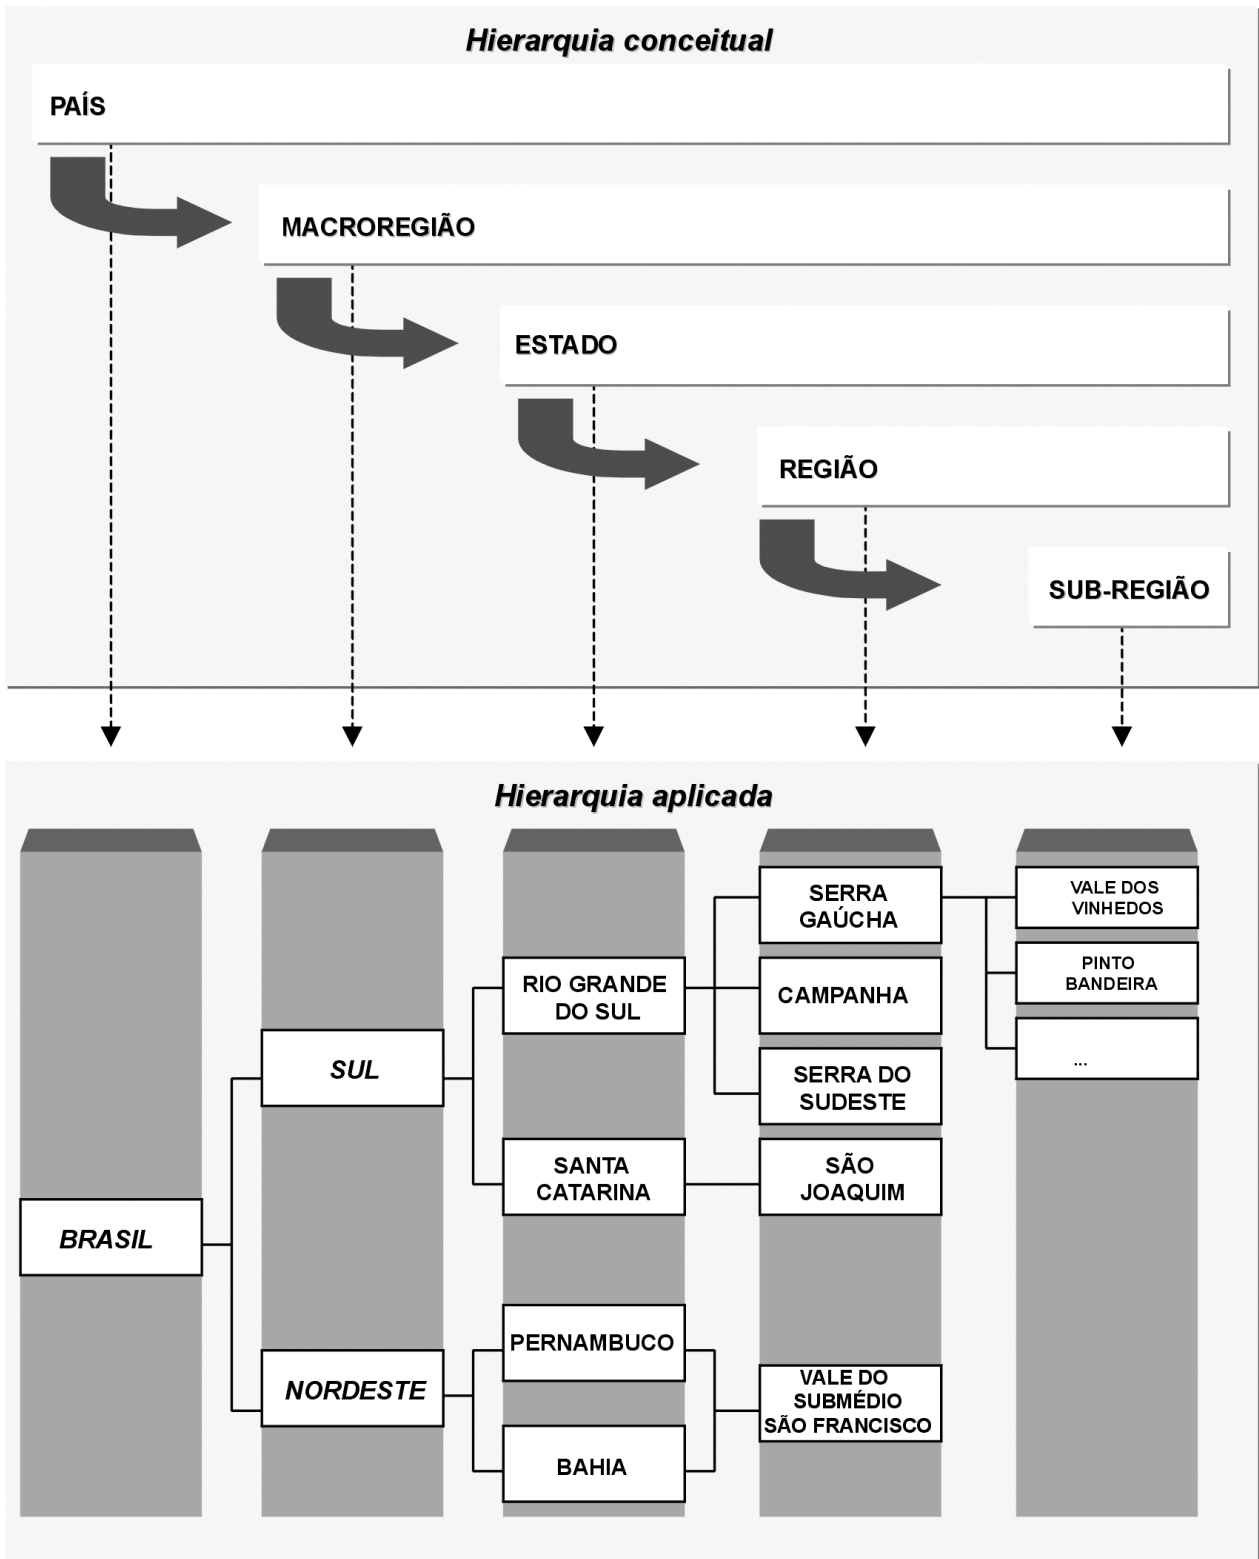 Hierarquia conceitual
PAÍS
MACROREGIÃO
ESTADO
REGIÃO
SUB-REGIÃO
Hierarquia aplicada
BRASIL
SUL
NORDESTE
RIO GRANDE
DO SUL
SANTA
CATARINA
PERNAMBUCO
BAHIA
SERRA
GAÚCHA
CAMPANHA
SERRA DO
SUDESTE
SÃO
JOAQUIM
VALE DO
SUBMÉDIO
SÃO FRANCISCO
VALE DOS
VINHEDOS
PINTO
BANDEIRA
...